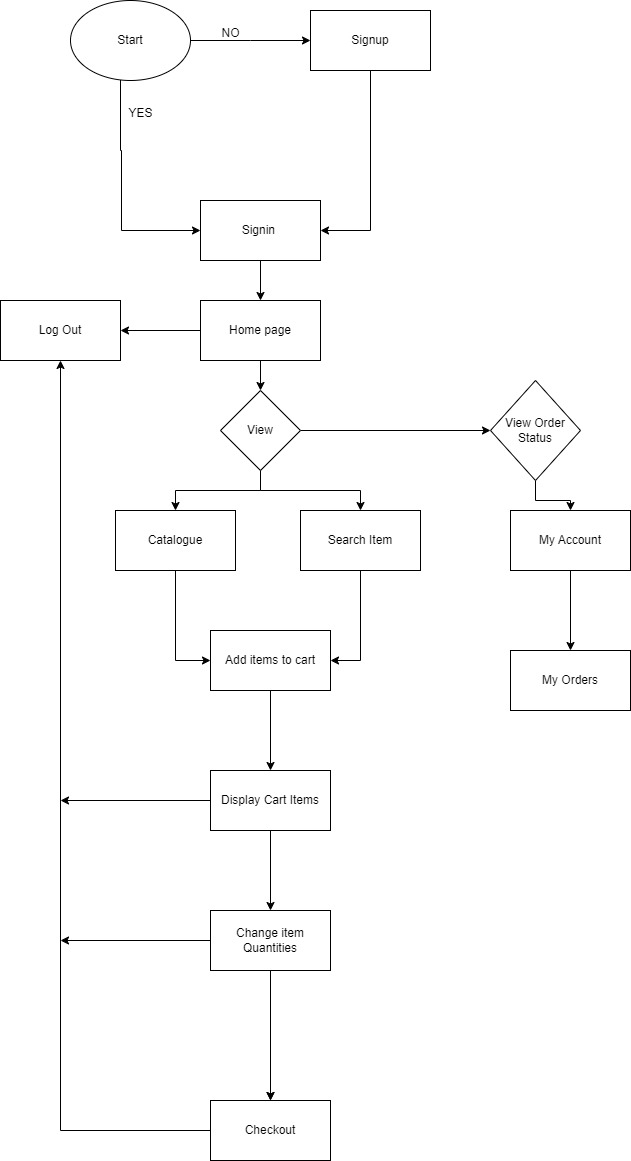 Start
NO
Signup
YES
Signin
Log Out
Home page
View
View Order
Status
Catalogue
Search Item
My Account
Add items to cart
My Orders
Display Cart Items
Change item
Quantities
Checkout